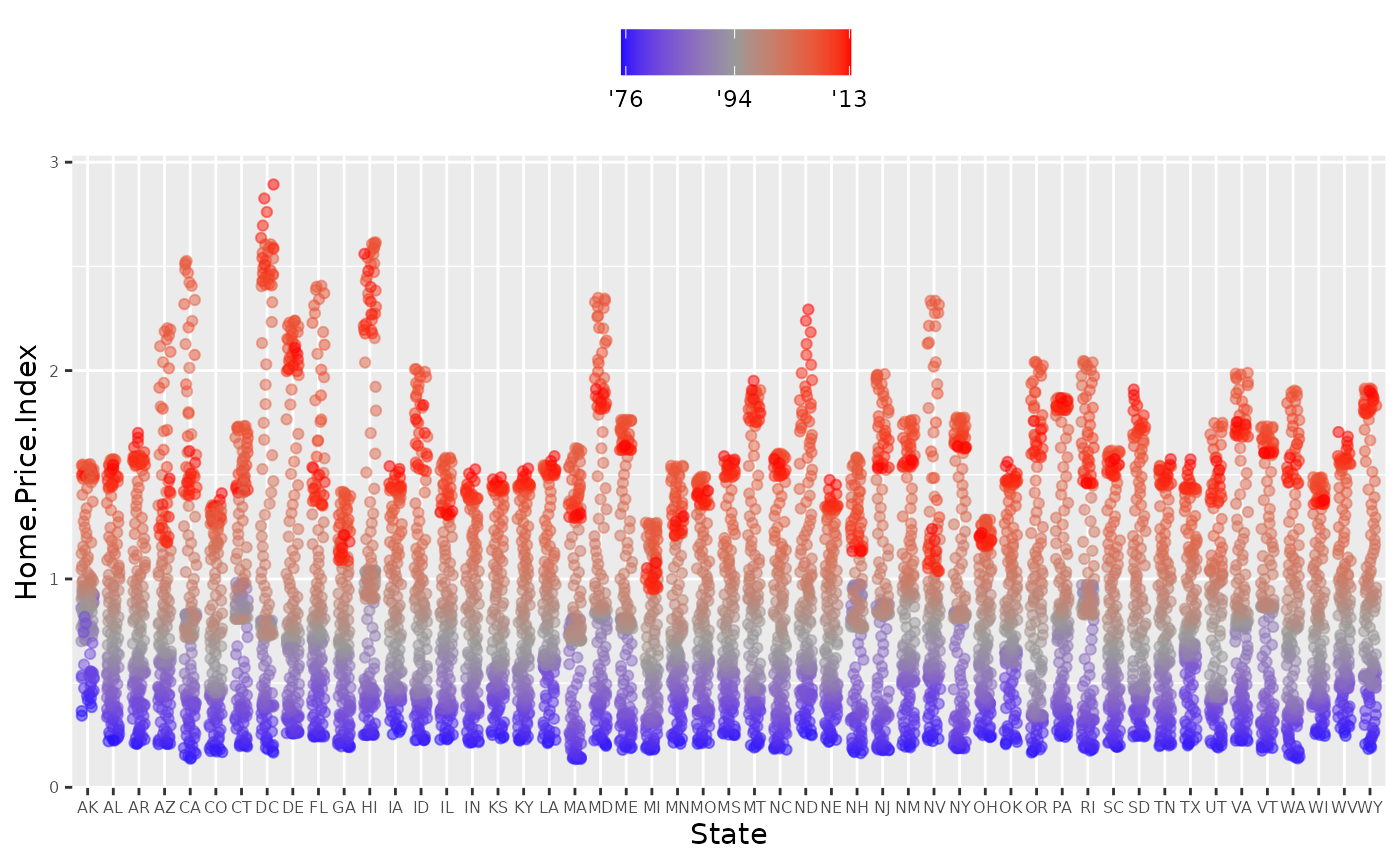 '76 '94 '13
3
2
1
0
Home.Price.Index
AK AL AR AZ CA CO CT DC DE FL GA HI IA ID IL IN KS KY LA MA MD ME MI MN MO MS MT NC ND NE NH NJ NM NV NY OH OK OR PA RI SC SD TN TX UT VA VT WA WI WV WY
State